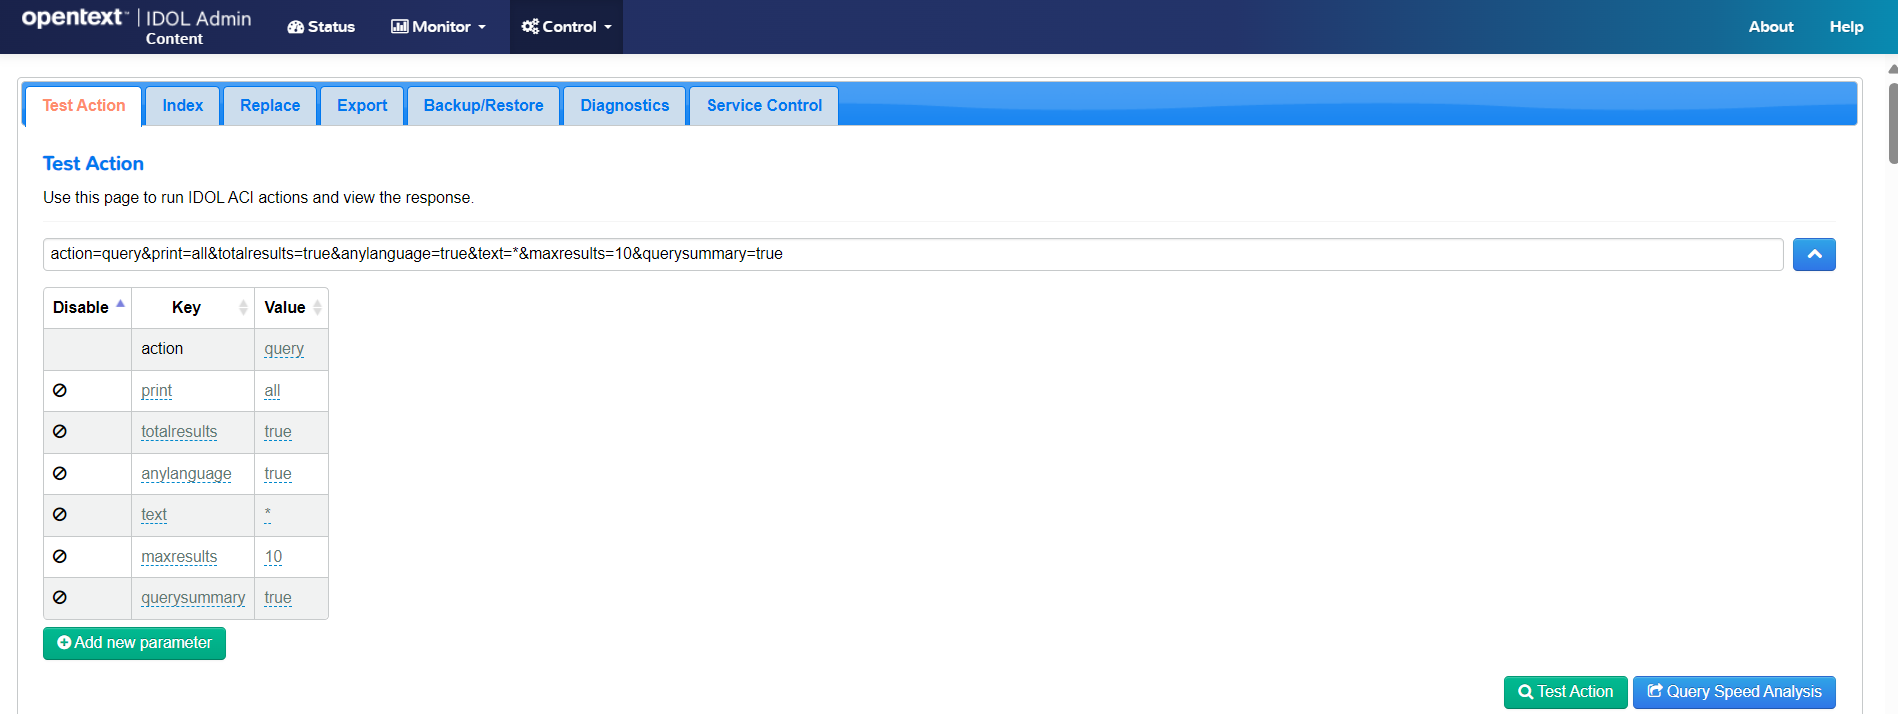 opentext™ | IDOL Admin
Content
Status
Monitor
Control
About
Help
Test Action
Index
Replace
Export
Backup/Restore
Diagnostics
Service Control
Test Action
Use this page to run IDOL ACI actions and view the response.
action=query&print=all&totalresults=true&anylanguage=true&text=*&maxresults=10&querysummary=true
Disable Key Value
action query
print all
totalresults true
anylanguage true
text *
maxresults 10
querysummary true
Add new parameter
Test Action
Query Speed Analysis